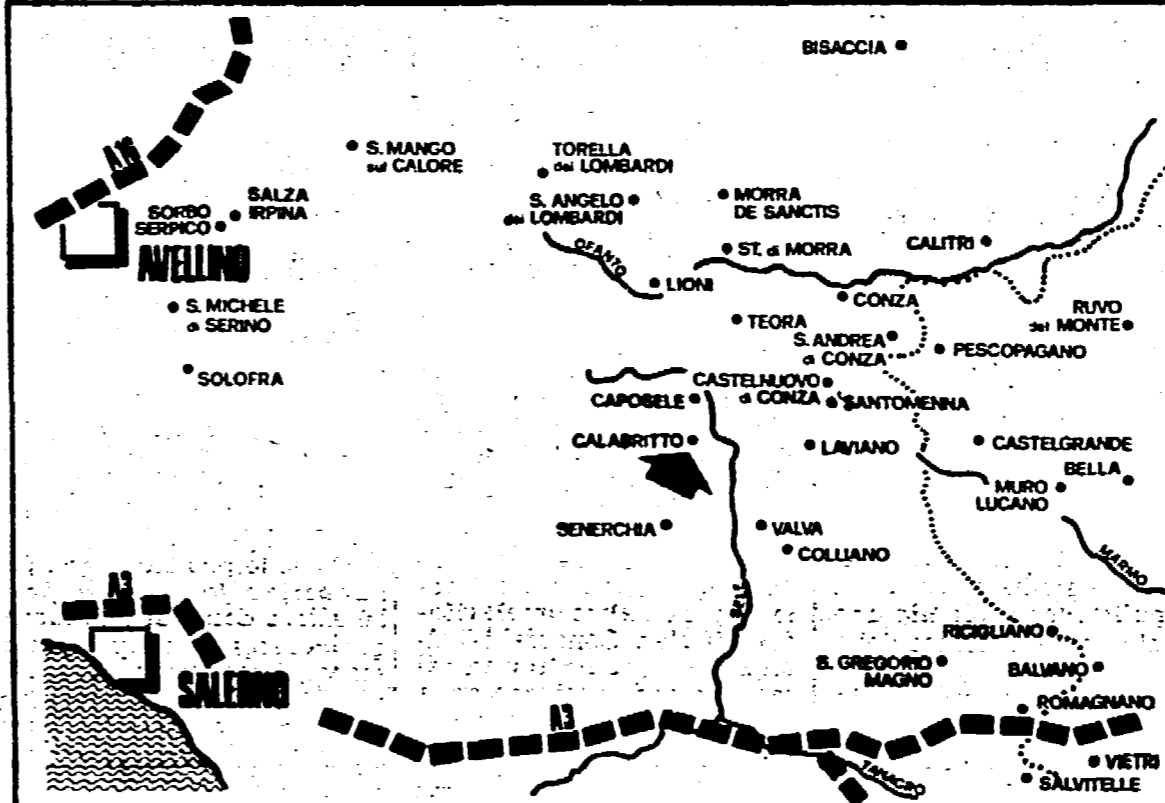 BISACCIA
A16
S. MANGO
sul CALORE
TORELLA
dei LOMBARDI
SALZA
IRPINA
SORBO
SERPICO
S. ANGELO
dei LOMBARDI
MORRA
DE SANCTIS
AVELLINO
OFANTO
ST. di MORRA
CALITRI
LIONI
CONZA
S. MICHELE
di SERINO
TEORA
RUVO
del MONTE
S. ANDREA
di CONZA
PESCOPAGANO
SOLOFRA
CASTELNUOVO
di CONZA
CAPOSELE
SANTOMENNA
CALABRITTO
LAVIANO
CASTELGRANDE
BELLA
MURO
LUCANO
SENERCHIA
VALVA
COLLIANO
MARMO
A3
SELE
RICIGLIANO
S. GREGORIO
MAGNO
BALVANO
SALERNO
ROMAGNANO
A3
VIETRI
TANAGRO
SALVITELLE